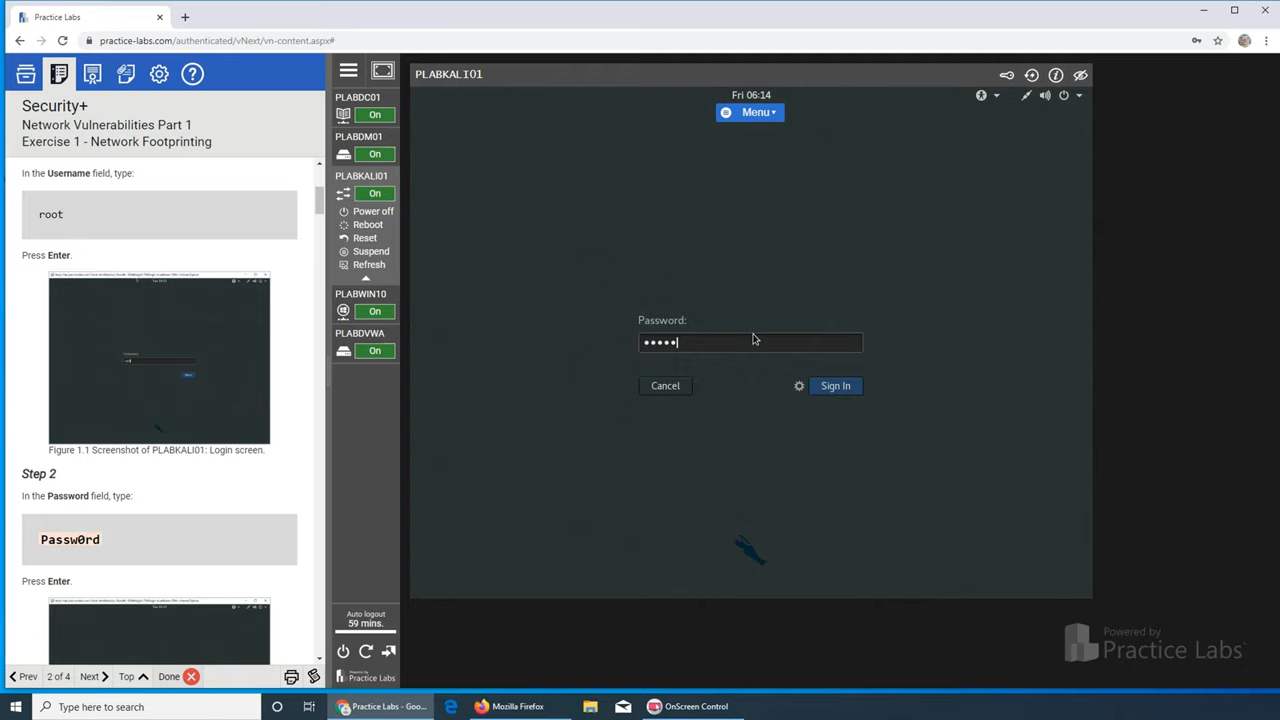 Practice Labs
practice-labs.com/authenticated/vNext/vn-content.aspx#
Security+
Network Vulnerabilities Part 1
Exercise 1 - Network Footprinting
In the Username field, type:
root
Press Enter.
Figure 1.1 Screenshot of PLABKALI01: Login screen.
Step 2
In the Password field, type:
Passw0rd
Press Enter.
Prev
2 of 4
Next
Top
Done
PLABDC01
On
PLABDM01
On
PLABKALI01
On
Power off
Reboot
Reset
Suspend
Refresh
PLABWIN10
On
PLABDVWA
On
Auto logout
59 mins.
Powered by
Practice Labs
PLABKALI01
Fri 06:14
Menu
Password:
Cancel
Sign In
Powered by
Practice Labs
Type here to search
Practice Labs - Goo...
Mozilla Firefox
OnScreen Control